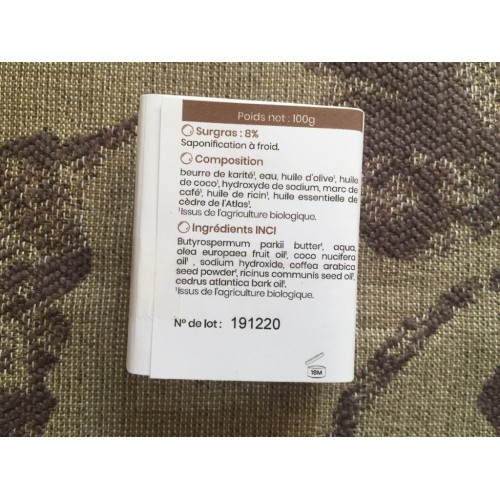 Poids net : 100g
Surgras : 8%
Saponification à froid.
Composition
beurre de karité¹, eau, huile d'olive¹, huile
de coco¹, hydroxyde de sodium, marc de
café¹, huile de ricin¹, huile essentielle de
cèdre de l'Atlas¹.
¹Issus de l'agriculture biologique.
Ingrédients INCI
Butyrospermum parkii butter¹, aqua,
olea europaea fruit oil¹, coco nucifera
oil¹ , sodium hydroxide, coffea arabica
seed powder¹, ricinus communis seed oil¹,
cedrus atlantica bark oil¹.
¹Issus de l'agriculture biologique.
N° de lot : 191220
18M